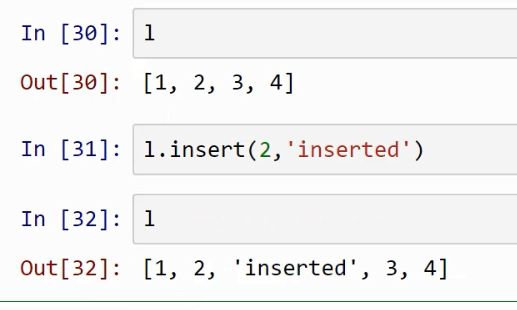 In [30]: l
Out[30]: [1, 2, 3, 4]
In [31]: l.insert(2,'inserted')
In [32]: l
Out[32]: [1, 2, 'inserted', 3, 4]